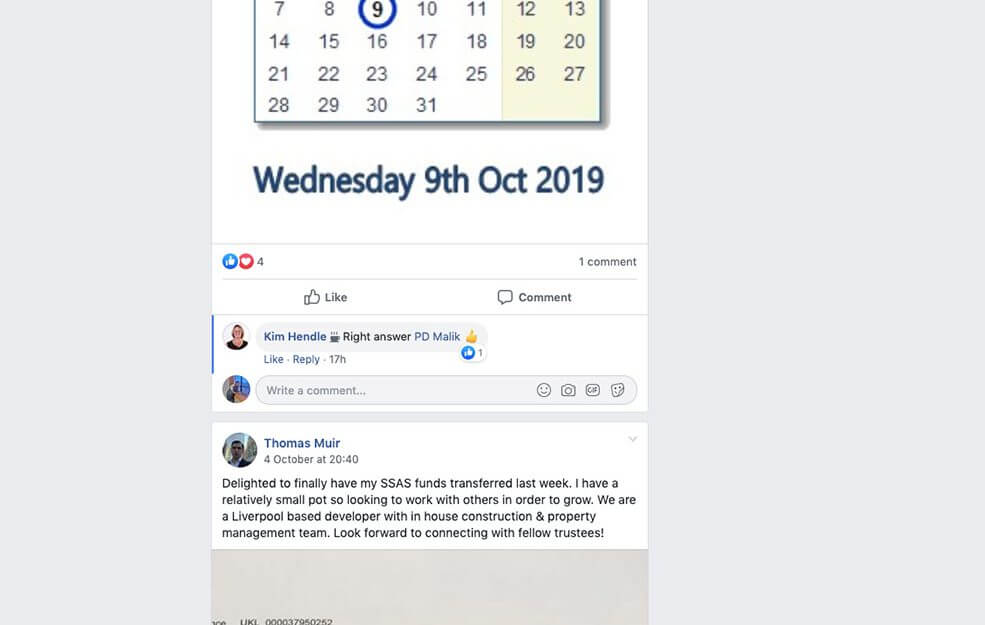 7 8 9 10 11 12 13
14 15 16 17 18 19 20
21 22 23 24 25 26 27
28 29 30 31
Wednesday 9th Oct 2019
4 1 comment
Like Comment
Kim Hendle ☕ Right answer PD Malik 👍
1
Like · Reply · 17h
Write a comment... GIF
Thomas Muir
4 October at 20:40
Delighted to finally have my SSAS funds transferred last week. I have a
relatively small pot so looking to work with others in order to grow. We are
a Liverpool based developer with in house construction & property
management team. Look forward to connecting with fellow trustees!
000037950252